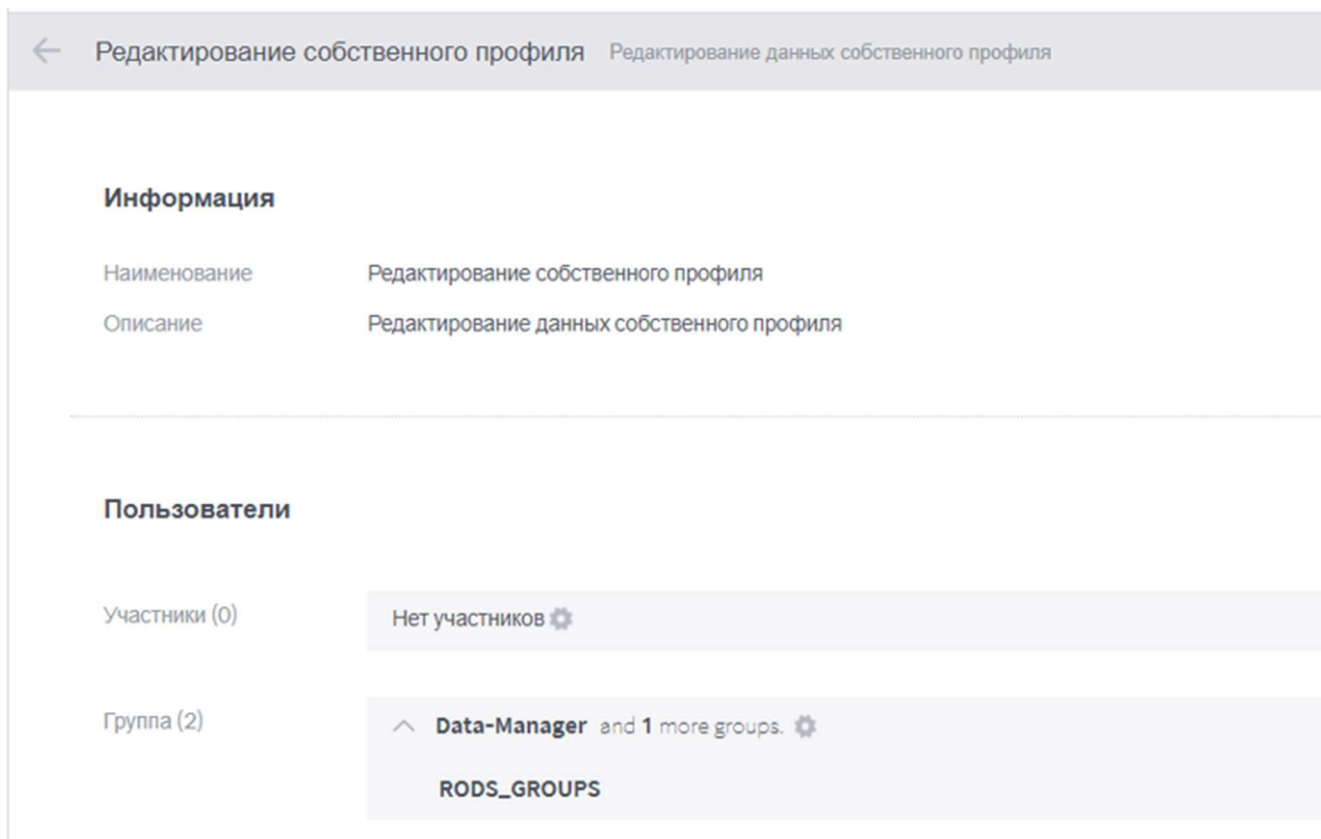 Редактирование собственного профиля Редактирование данных собственного профиля
Информация
Наименование Редактирование собственного профиля
Описание Редактирование данных собственного профиля
Пользователи
Участники (0) Нет участников
Группа (2) Data-Manager and 1 more groups.
RODS_GROUPS